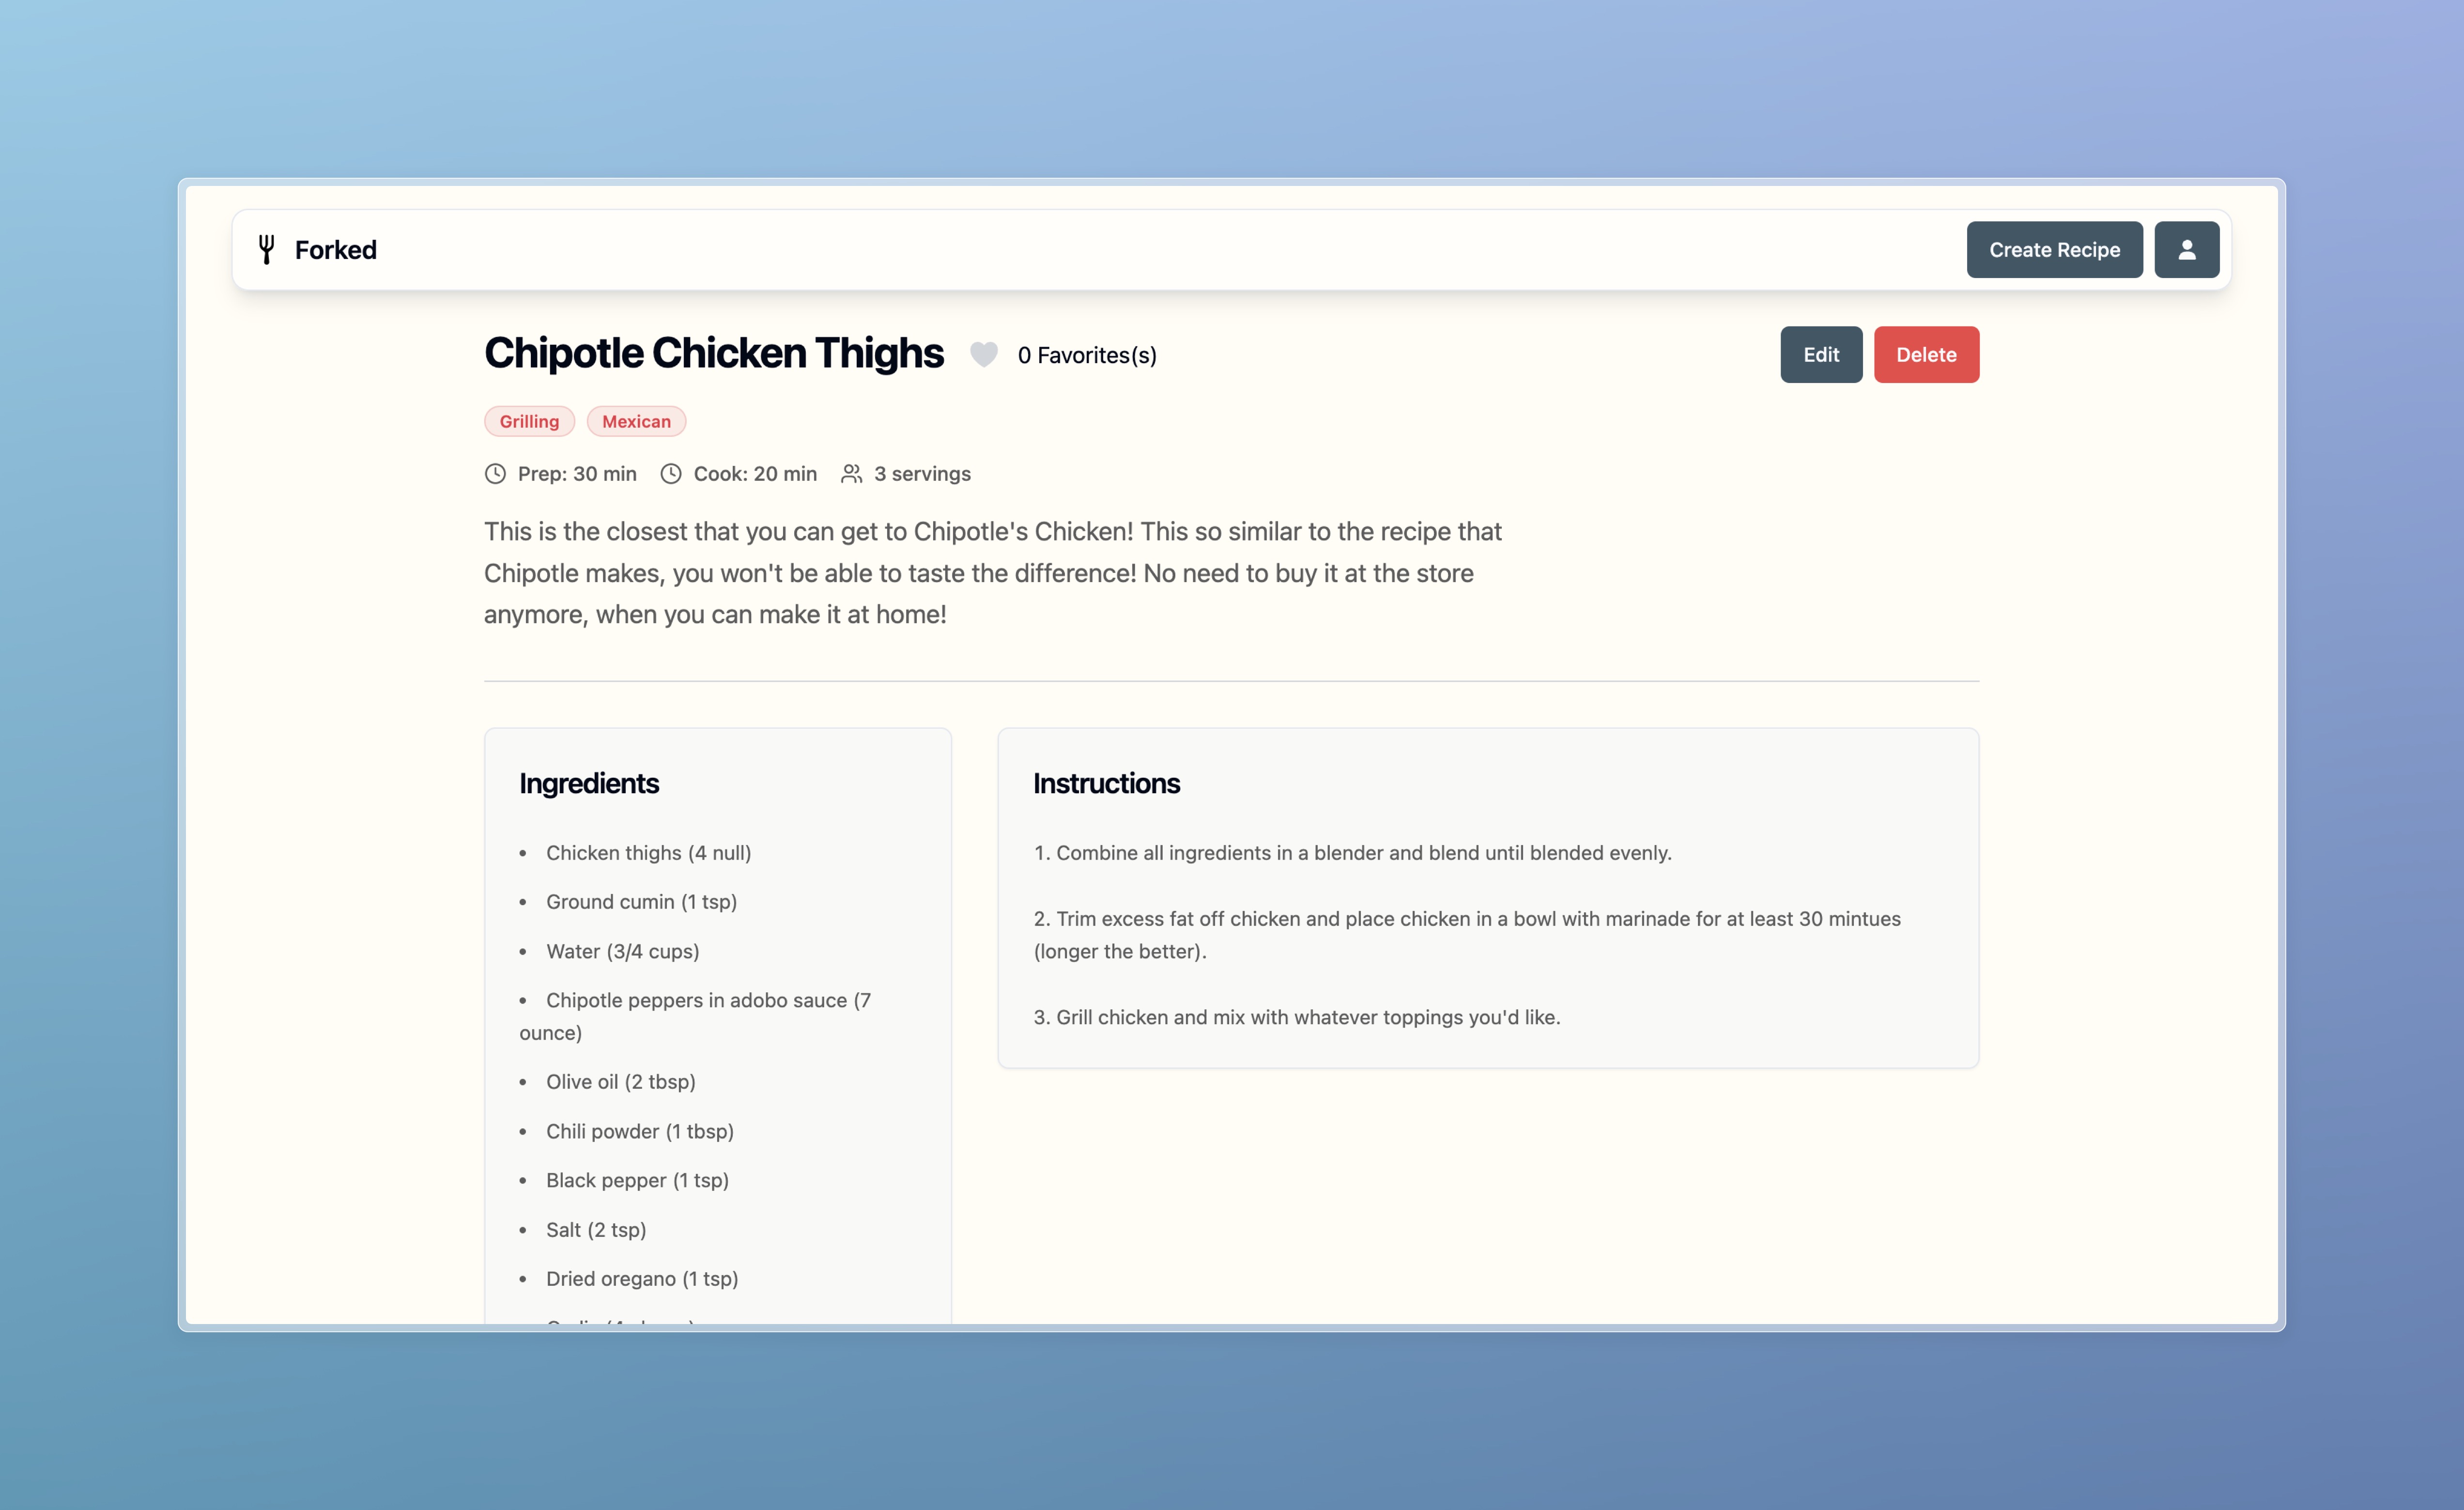 Forked
Create Recipe
Chipotle Chicken Thighs
0 Favorites(s)
Edit
Delete
Grilling
Mexican
Prep: 30 min
Cook: 20 min
3 servings
This is the closest that you can get to Chipotle's Chicken! This so similar to the recipe that
Chipotle makes, you won't be able to taste the difference! No need to buy it at the store
anymore, when you can make it at home!
Ingredients
• Chicken thighs (4 null)
• Ground cumin (1 tsp)
• Water (3/4 cups)
• Chipotle peppers in adobo sauce (7
ounce)
• Olive oil (2 tbsp)
• Chili powder (1 tbsp)
• Black pepper (1 tsp)
• Salt (2 tsp)
• Dried oregano (1 tsp)
Instructions
1. Combine all ingredients in a blender and blend until blended evenly.
2. Trim excess fat off chicken and place chicken in a bowl with marinade for at least 30 mintues
(longer the better).
3. Grill chicken and mix with whatever toppings you'd like.